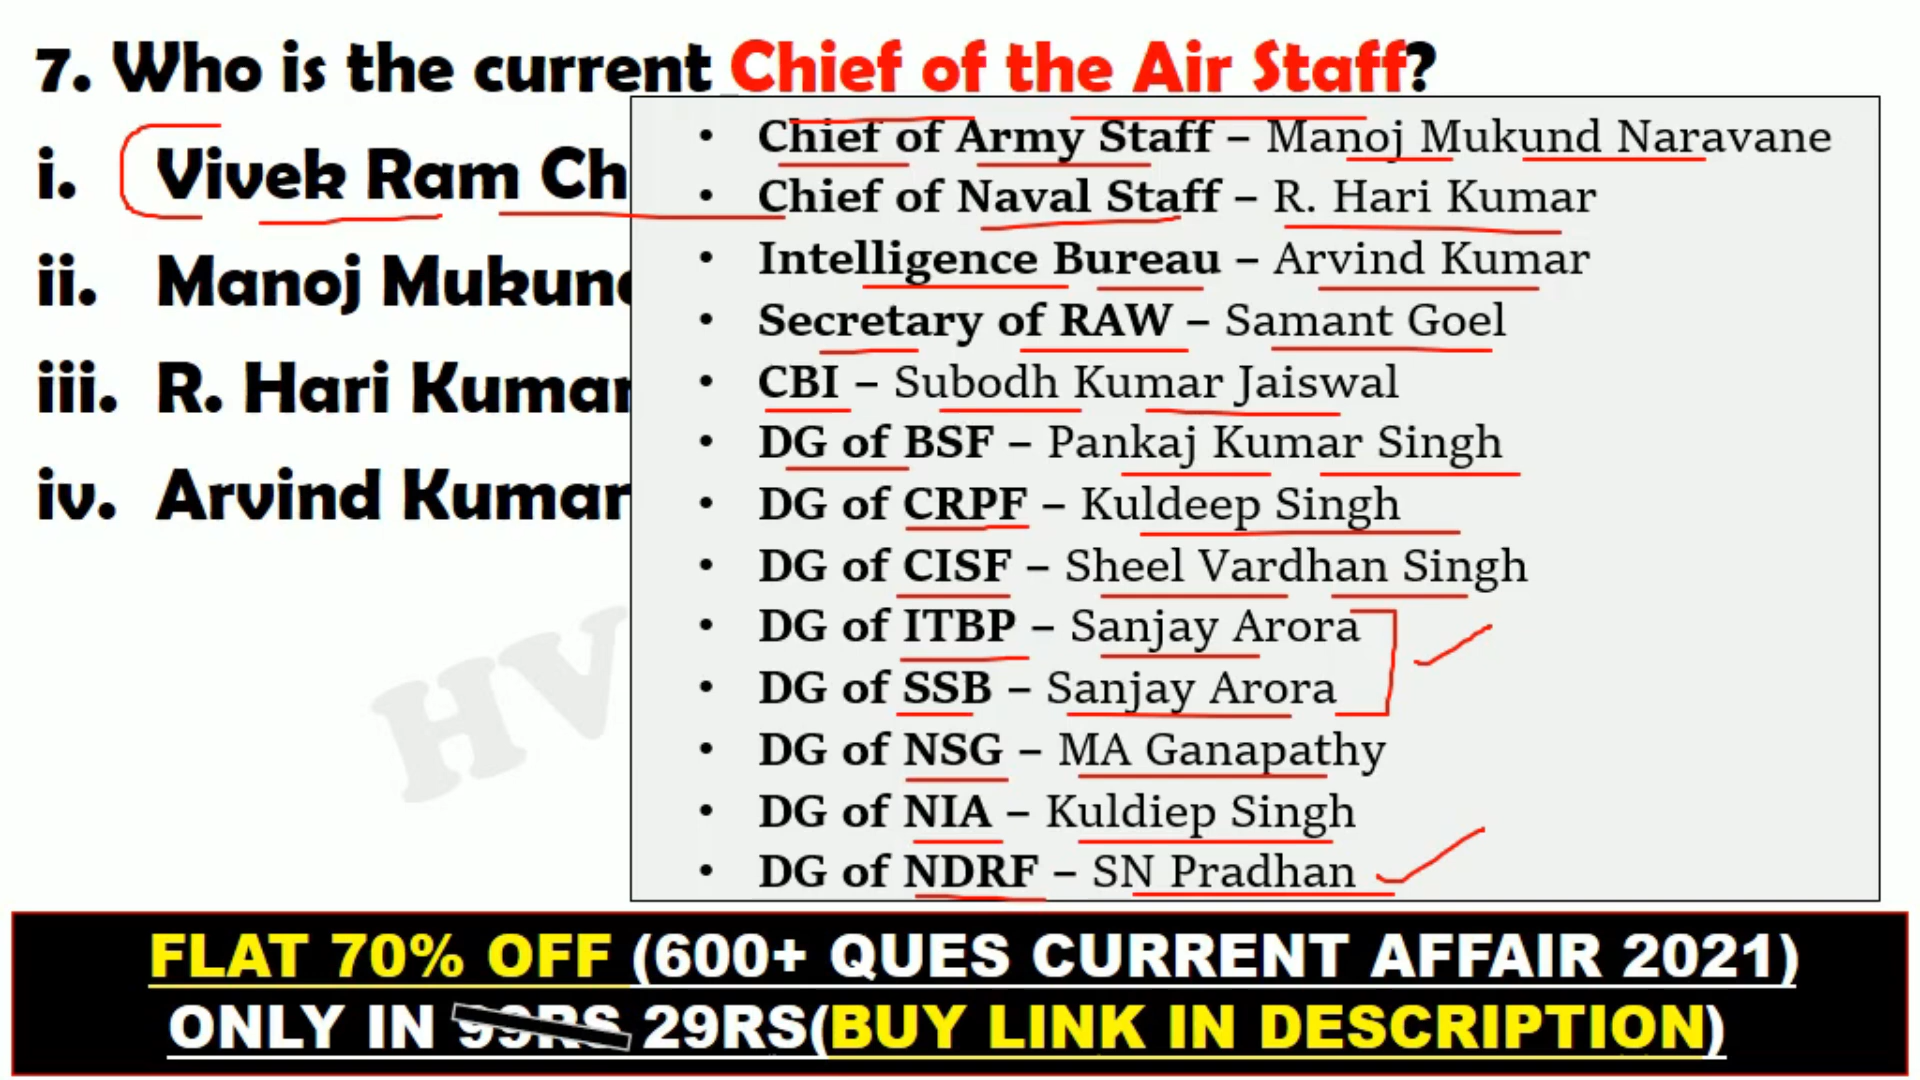 7. Who is the current Chief of the Air Staff?
i. Vivek Ram Ch
ii. Manoj Mukund
iii. R. Hari Kumar
iv. Arvind Kumar
• Chief of Army Staff – Manoj Mukund Naravane
• Chief of Naval Staff – R. Hari Kumar
• Intelligence Bureau – Arvind Kumar
• Secretary of RAW – Samant Goel
• CBI – Subodh Kumar Jaiswal
• DG of BSF – Pankaj Kumar Singh
• DG of CRPF – Kuldeep Singh
• DG of CISF – Sheel Vardhan Singh
• DG of ITBP – Sanjay Arora
• DG of SSB – Sanjay Arora
• DG of NSG – MA Ganapathy
• DG of NIA – Kuldiep Singh
• DG of NDRF – SN Pradhan
HV
FLAT 70% OFF (600+ QUES CURRENT AFFAIR 2021)
ONLY IN 99RS 29RS(BUY LINK IN DESCRIPTION)